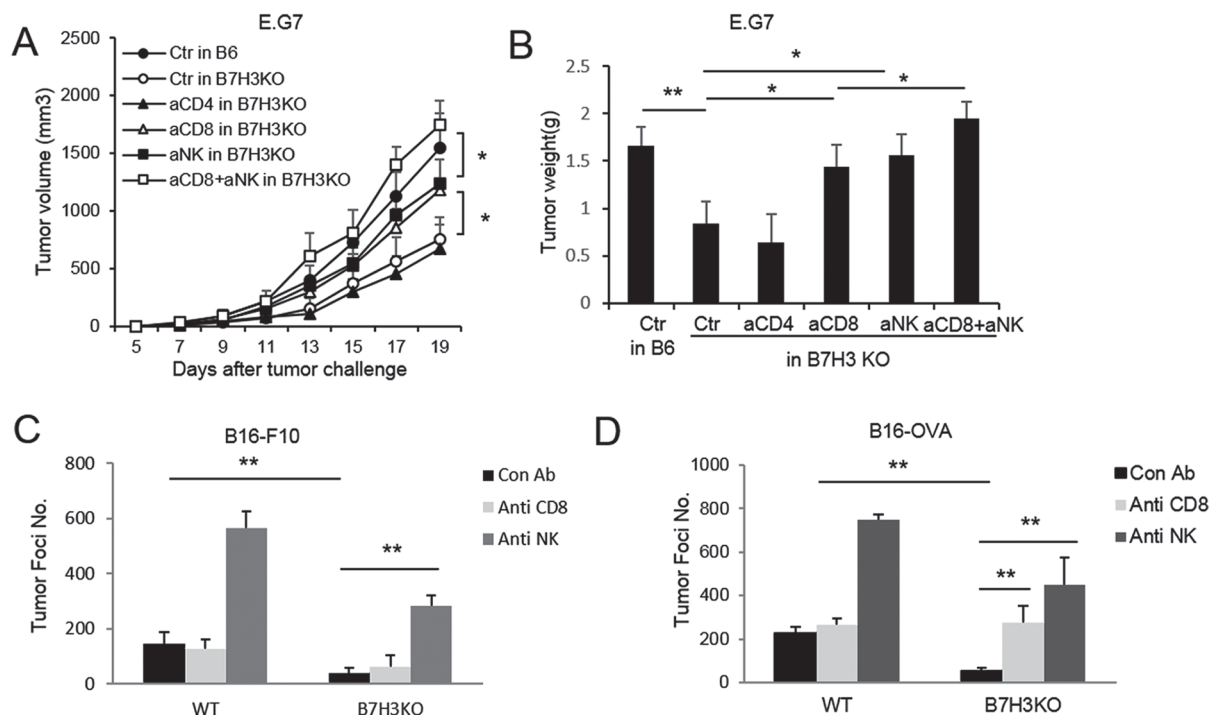 A
E.G7
Tumor volume (mm3)
2500
2000
1500
1000
500
0
Ctr in B6
Ctr in B7H3KO
aCD4 in B7H3KO
aCD8 in B7H3KO
aNK in B7H3KO
aCD8+aNK in B7H3KO
*
*
5 7 9 11 13 15 17 19
Days after tumor challenge
B
E.G7
Tumor weight(g)
2.5
2
1.5
1
0.5
0
**
*
*
*
Ctr Ctr aCD4 aCD8 aNK aCD8+aNK
in B6
in B7H3 KO
C
B16-F10
Tumor Foci No.
800
600
400
200
0
**
**
Con Ab
Anti CD8
Anti NK
WT B7H3KO
D
B16-OVA
Tumor Foci No.
1000
800
600
400
200
0
**
**
**
Con Ab
Anti CD8
Anti NK
WT B7H3KO